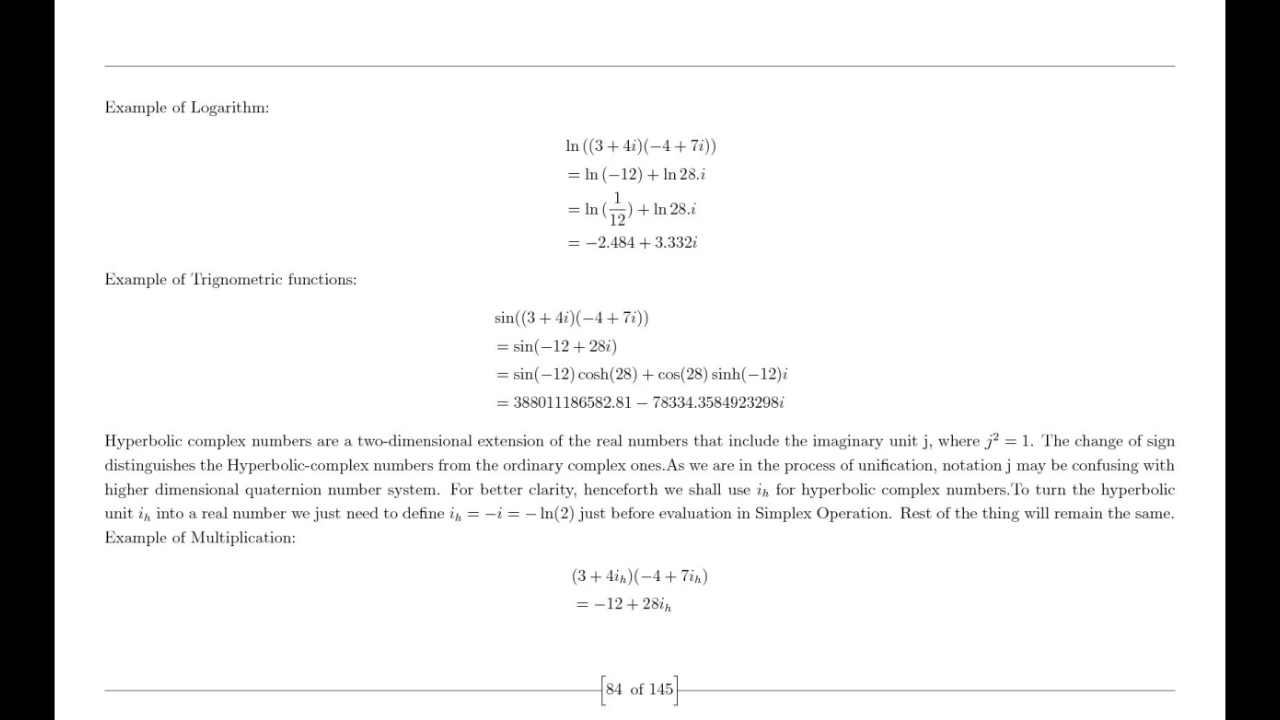 Example of Logarithm:
ln ((3 + 4i)(−4 + 7i))
= ln (−12) + ln 28.i
= ln (1/12) + ln 28.i
= −2.484 + 3.332i
Example of Trignometric functions:
sin((3 + 4i)(−4 + 7i))
= sin(−12 + 28i)
= sin(−12) cosh(28) + cos(28) sinh(−12)i
= 388011186582.81 − 78334.3584923298i
Hyperbolic complex numbers are a two-dimensional extension of the real numbers that include the imaginary unit j, where j² = 1. The change of sign
distinguishes the Hyperbolic-complex numbers from the ordinary complex ones.As we are in the process of unification, notation j may be confusing with
higher dimensional quaternion number system. For better clarity, henceforth we shall use iₕ for hyperbolic complex numbers.To turn the hyperbolic
unit iₕ into a real number we just need to define iₕ = −i = − ln(2) just before evaluation in Simplex Operation. Rest of the thing will remain the same.
Example of Multiplication:
(3 + 4iₕ)(−4 + 7iₕ)
= −12 + 28iₕ
[84 of 145]